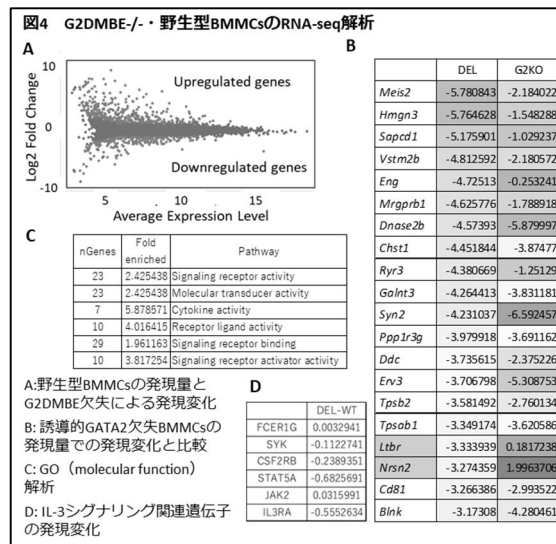 図4　G2DMBE-/-・野生型BMMCsのRNA-seq解析
A
Log2 Fold Change
10
0
-10
Upregulated genes
Downregulated genes
5 10 15
Average Expression Level
C
nGenes Fold enriched Pathway
23 2.425438 Signaling receptor activity
23 2.425438 Molecular transducer activity
7 5.878571 Cytokine activity
10 4.016415 Receptor ligand activity
29 1.961163 Signaling receptor binding
10 3.817254 Signaling receptor activator activity
A:野生型BMMCsの発現量と
G2DMBE欠失による発現変化
B: 誘導的GATA2欠失BMMCsの
発現量での発現変化と比較
C: GO（molecular function）
解析
D: IL-3シグナリング関連遺伝子
の発現変化
D
DEL-WT
FCER1G 0.0032941
SYK -0.1122741
CSF2RB -0.2389351
STAT5A -0.6825691
JAK2 0.0315991
IL3RA -0.5552634
B
DEL G2KO
Meis2 -5.780843 -2.184022
Hmgn3 -5.764628 -1.548288
Sapcd1 -5.175901 -1.029237
Vstm2b -4.812592 -2.180572
Eng -4.72513 -0.253241
Mrgprb1 -4.625776 -1.788918
Dnase2b -4.57393 -5.879997
Chst1 -4.451844 -3.87477
Ryr3 -4.380669 -1.25129
Galnt3 -4.264413 -3.831181
Syn2 -4.231037 -6.592457
Ppp1r3g -3.979918 -3.691162
Ddc -3.735615 -2.375226
Erv3 -3.706798 -5.308753
Tpsb2 -3.581492 -2.760134
Tpsab1 -3.349174 -3.620586
Ltbr -3.333939 0.1817238
Nrsn2 -3.274359 1.9963706
Cd81 -3.266386 -2.993522
Blnk -3.17308 -4.280461